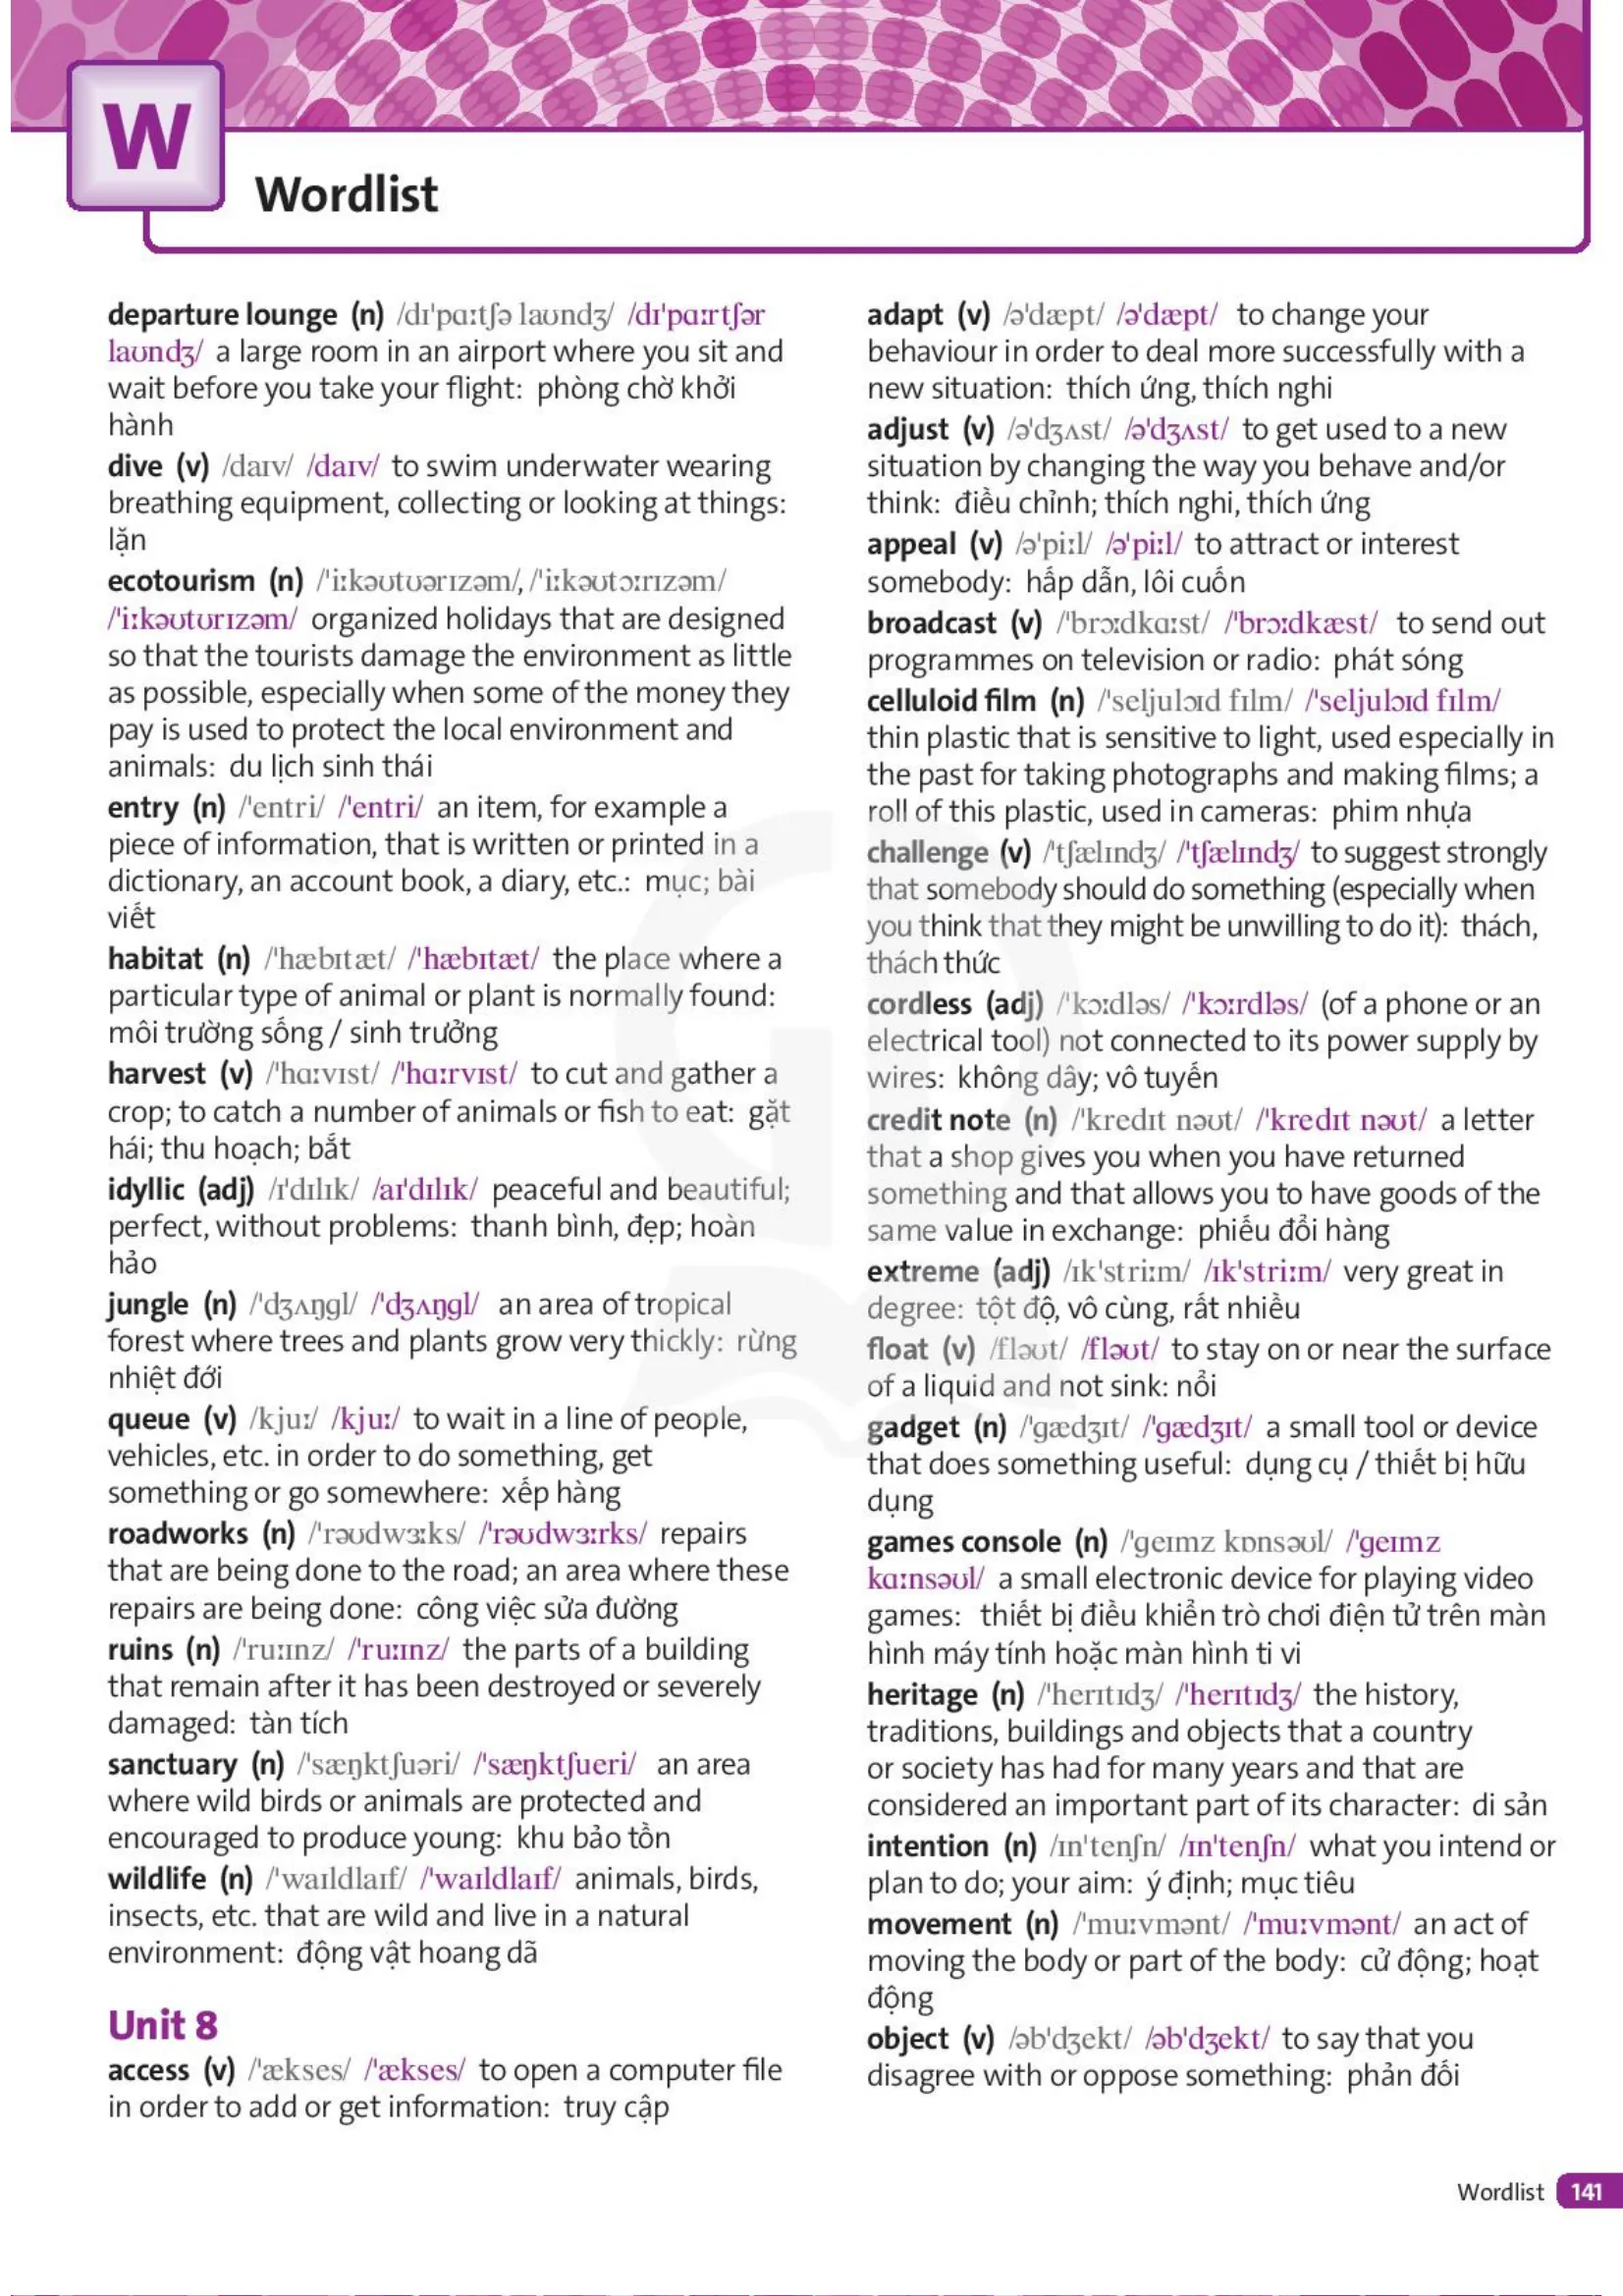 W
Wordlist
departure lounge (n) /dɪˈpɑːtʃə laʊndʒ/ /dɪˈpɑːrtʃər
laʊndʒ/ a large room in an airport where you sit and
wait before you take your flight: phòng chờ khởi
hành
dive (v) /daɪv/ /daɪv/ to swim underwater wearing
breathing equipment, collecting or looking at things:
lặn
ecotourism (n) /ˈiːkəʊtʊərɪzəm/, /ˈiːkəʊtɔːrɪzəm/
/ˈiːkəʊtʊrɪzəm/ organized holidays that are designed
so that the tourists damage the environment as little
as possible, especially when some of the money they
pay is used to protect the local environment and
animals: du lịch sinh thái
entry (n) /ˈentri/ /ˈentri/ an item, for example a
piece of information, that is written or printed in a
dictionary, an account book, a diary, etc.: mục; bài
viết
habitat (n) /ˈhæbɪtæt/ /ˈhæbɪtæt/ the place where a
particular type of animal or plant is normally found:
môi trường sống / sinh trưởng
harvest (v) /ˈhɑːvɪst/ /ˈhɑːrvɪst/ to cut and gather a
crop; to catch a number of animals or fish to eat: gặt
hái; thu hoạch; bắt
idyllic (adj) /ɪˈdɪlɪk/ /aɪˈdɪlɪk/ peaceful and beautiful;
perfect, without problems: thanh bình, đẹp; hoàn
hảo
jungle (n) /ˈdʒʌŋgl/ /ˈdʒʌŋgl/ an area of tropical
forest where trees and plants grow very thickly: rừng
nhiệt đới
queue (v) /kjuː/ /kjuː/ to wait in a line of people,
vehicles, etc. in order to do something, get
something or go somewhere: xếp hàng
roadworks (n) /ˈrəʊdwɜːks/ /ˈrəʊdwɜːrks/ repairs
that are being done to the road; an area where these
repairs are being done: công việc sửa đường
ruins (n) /ˈruːɪnz/ /ˈruːɪnz/ the parts of a building
that remain after it has been destroyed or severely
damaged: tàn tích
sanctuary (n) /ˈsæŋktʃuəri/ /ˈsæŋktʃueri/ an area
where wild birds or animals are protected and
encouraged to produce young: khu bảo tồn
wildlife (n) /ˈwaɪldlaɪf/ /ˈwaɪldlaɪf/ animals, birds,
insects, etc. that are wild and live in a natural
environment: động vật hoang dã
Unit 8
access (v) /ˈækses/ /ˈækses/ to open a computer file
in order to add or get information: truy cập
adapt (v) /əˈdæpt/ /əˈdæpt/ to change your
behaviour in order to deal more successfully with a
new situation: thích ứng, thích nghi
adjust (v) /əˈdʒʌst/ /əˈdʒʌst/ to get used to a new
situation by changing the way you behave and/or
think: điều chỉnh; thích nghi, thích ứng
appeal (v) /əˈpiːl/ /əˈpiːl/ to attract or interest
somebody: hấp dẫn, lôi cuốn
broadcast (v) /ˈbrɔːdkɑːst/ /ˈbrɔːdkæst/ to send out
programmes on television or radio: phát sóng
celluloid film (n) /ˈseljulɔɪd fɪlm/ /ˈseljulɔɪd fɪlm/
thin plastic that is sensitive to light, used especially in
the past for taking photographs and making films; a
roll of this plastic, used in cameras: phim nhựa
challenge (v) /ˈtʃælɪndʒ/ /ˈtʃælɪndʒ/ to suggest strongly
that somebody should do something (especially when
you think that they might be unwilling to do it): thách,
thách thức
cordless (adj) /ˈkɔːdləs/ /ˈkɔːrdləs/ (of a phone or an
electrical tool) not connected to its power supply by
wires: không dây; vô tuyến
credit note (n) /ˈkredɪt nəʊt/ /ˈkredɪt nəʊt/ a letter
that a shop gives you when you have returned
something and that allows you to have goods of the
same value in exchange: phiếu đổi hàng
extreme (adj) /ɪkˈstriːm/ /ɪkˈstriːm/ very great in
degree: tột độ, vô cùng, rất nhiều
float (v) /fləʊt/ /fləʊt/ to stay on or near the surface
of a liquid and not sink: nổi
gadget (n) /ˈgædʒɪt/ /ˈgædʒɪt/ a small tool or device
that does something useful: dụng cụ / thiết bị hữu
dụng
games console (n) /ˈgeɪmz kɒnsəʊl/ /ˈgeɪmz
kɑːnsəʊl/ a small electronic device for playing video
games: thiết bị điều khiển trò chơi điện tử trên màn
hình máy tính hoặc màn hình ti vi
heritage (n) /ˈherɪtɪdʒ/ /ˈherɪtɪdʒ/ the history,
traditions, buildings and objects that a country
or society has had for many years and that are
considered an important part of its character: di sản
intention (n) /ɪnˈtenʃn/ /ɪnˈtenʃn/ what you intend or
plan to do; your aim: ý định; mục tiêu
movement (n) /ˈmuːvmənt/ /ˈmuːvmənt/ an act of
moving the body or part of the body: cử động; hoạt
động
object (v) /əbˈdʒekt/ /əbˈdʒekt/ to say that you
disagree with or oppose something: phản đối
Wordlist 141